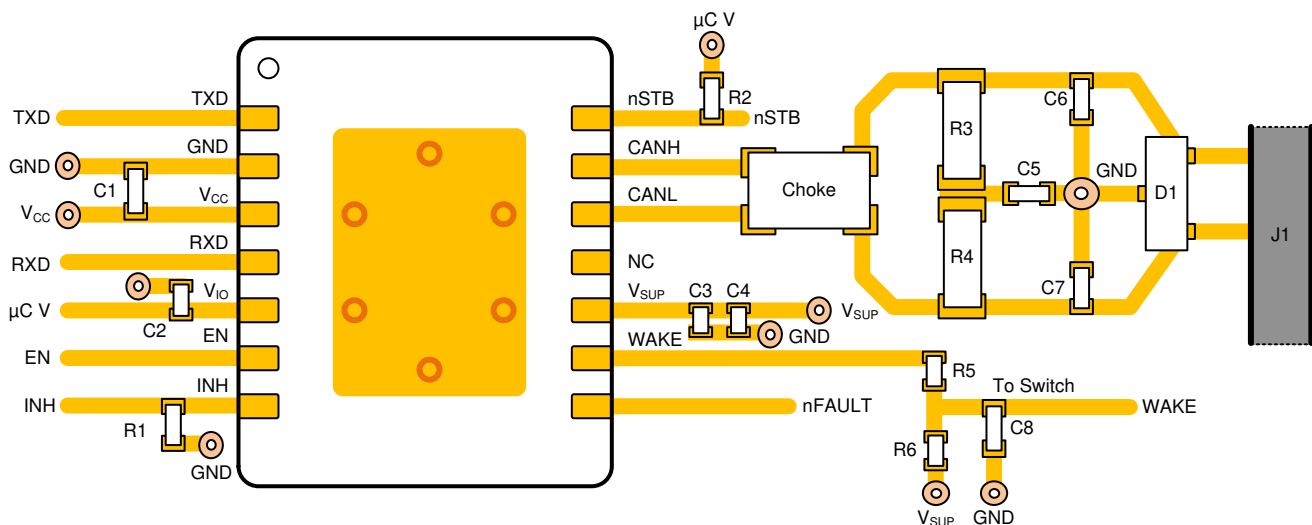 µC V
TXD
TXD
nSTB
R2
nSTB
C6
R3
GND
GND
CANH
C1
Choke
C5
GND
VCC
VCC
CANL
D1
J1
RXD
RXD
NC
R4
VIO
VSUP
C3
C4
C7
µC V
VSUP
C2
EN
WAKE
GND
EN
R5
INH
To Switch
INH
nFAULT
WAKE
R1
C8
R6
GND
VSUP
GND